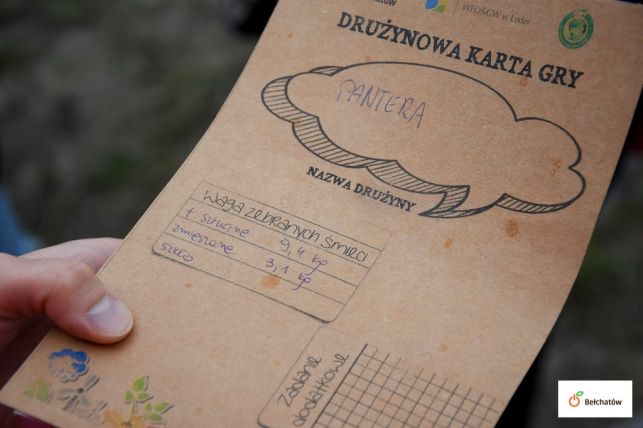 WFOŚiGW w Łodzi
DRUŻYNOWA KARTA GRY
PANTERA
NAZWA DRUŻYNY
Waga zebranych śmieci
t. sztuczne 9,4 kg
zmieszane 3,1 kg
szkło
Zadanie
dodatkowe
Bełchatów